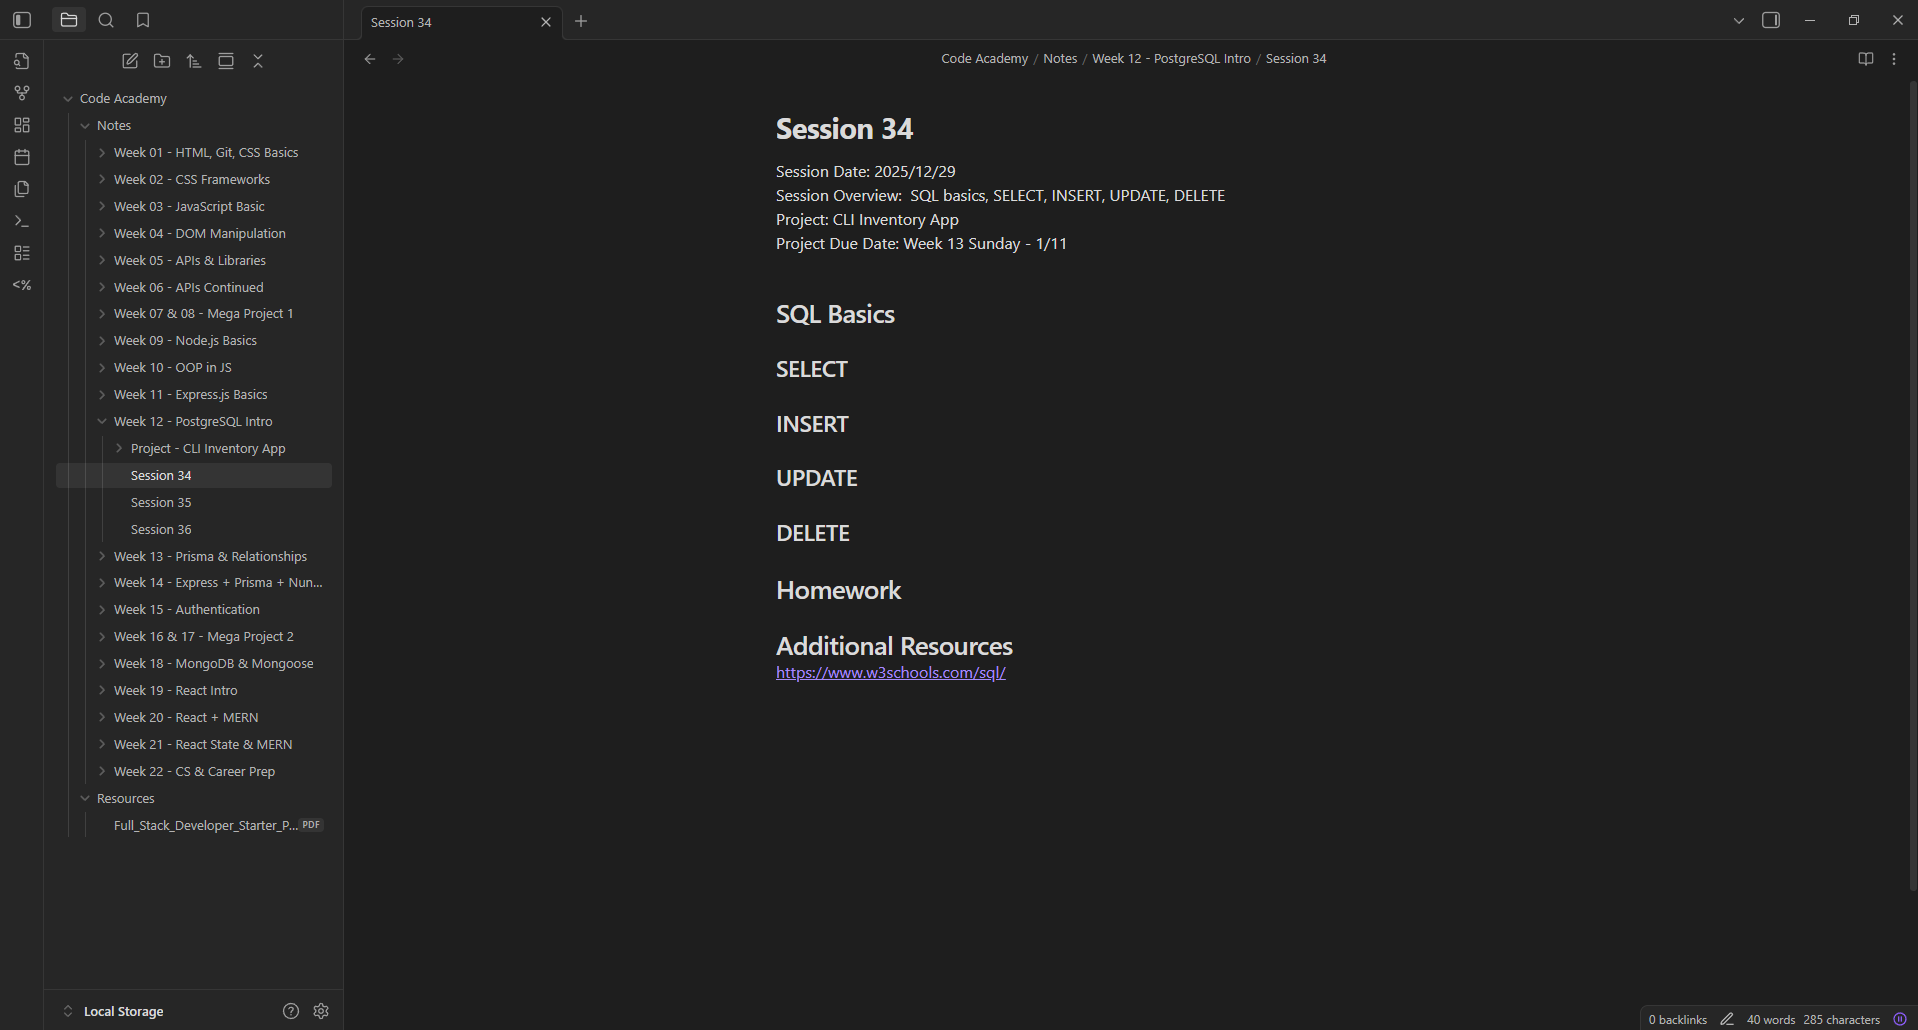 Session 34
Code Academy / Notes / Week 12 - PostgreSQL Intro / Session 34
Code Academy
Notes
Week 01 - HTML, Git, CSS Basics
Week 02 - CSS Frameworks
Week 03 - JavaScript Basic
Week 04 - DOM Manipulation
Week 05 - APIs & Libraries
Week 06 - APIs Continued
Week 07 & 08 - Mega Project 1
Week 09 - Node.js Basics
Week 10 - OOP in JS
Week 11 - Express.js Basics
Week 12 - PostgreSQL Intro
Project - CLI Inventory App
Session 34
Session 35
Session 36
Week 13 - Prisma & Relationships
Week 14 - Express + Prisma + Nun...
Week 15 - Authentication
Week 16 & 17 - Mega Project 2
Week 18 - MongoDB & Mongoose
Week 19 - React Intro
Week 20 - React + MERN
Week 21 - React State & MERN
Week 22 - CS & Career Prep
Resources
Full_Stack_Developer_Starter_P... PDF
Local Storage
<%
Session 34
Session Date: 2025/12/29
Session Overview:  SQL basics, SELECT, INSERT, UPDATE, DELETE
Project: CLI Inventory App
Project Due Date: Week 13 Sunday - 1/11
SQL Basics
SELECT
INSERT
UPDATE
DELETE
Homework
Additional Resources
https://www.w3schools.com/sql/
0 backlinks 40 words 285 characters